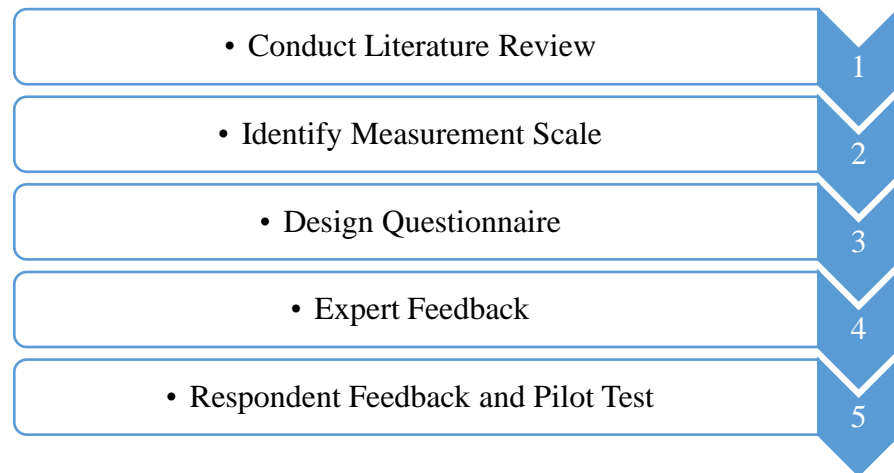 • Conduct Literature Review
1
• Identify Measurement Scale
2
• Design Questionnaire
3
• Expert Feedback
4
• Respondent Feedback and Pilot Test
5